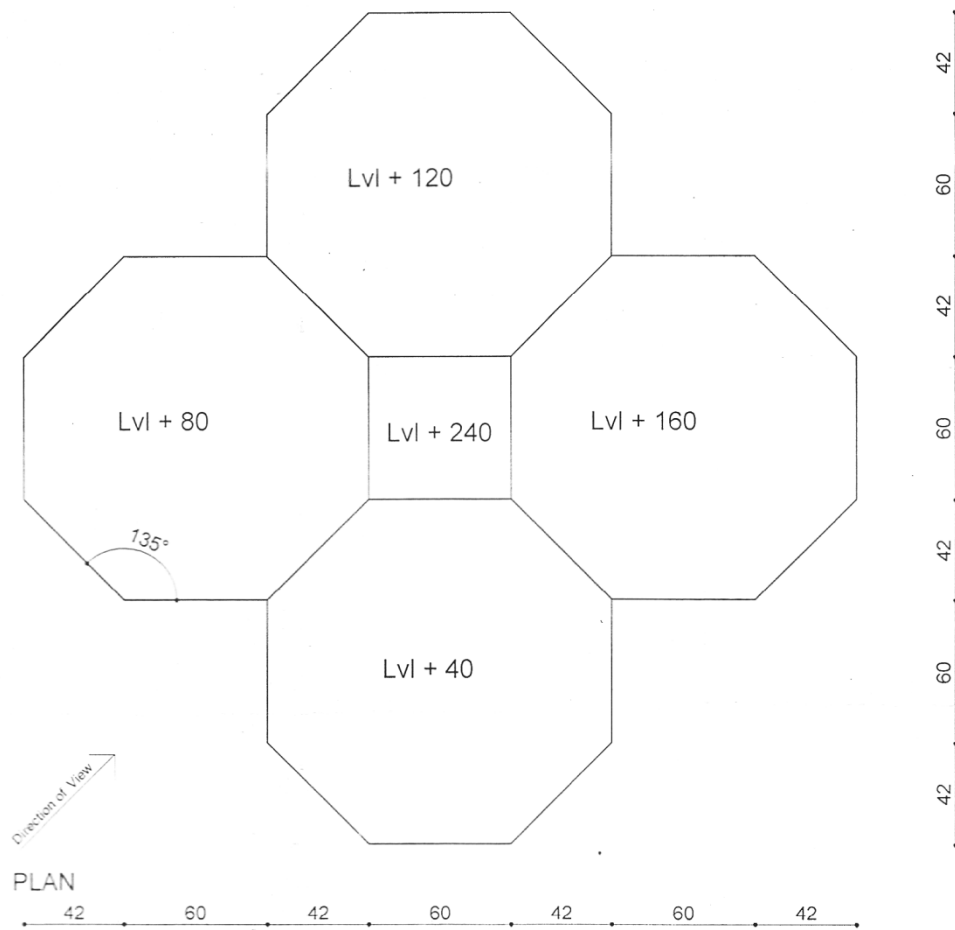 Lvl + 120
Lvl + 80
Lvl + 240
Lvl + 160
135°
Lvl + 40
Direction of View
PLAN
42 60 42 60 42 60 42
42
60
42
60
42
60
42